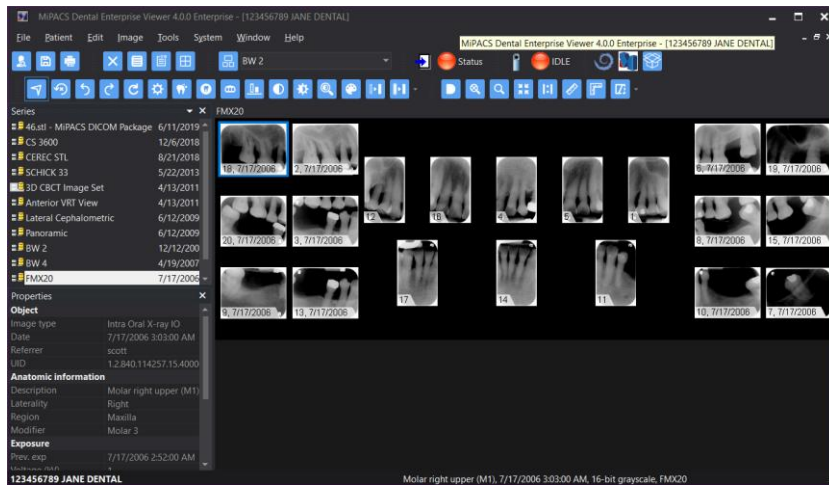 MiPACS Dental Enterprise Viewer 4.0.0 Enterprise - [123456789 JANE DENTAL]
File Patient Edit Image Tools System Window Help
MiPACS Dental Enterprise Viewer 4.0.0 Enterprise - [123456789 JANE DENTAL]
BW 2
Status
IDLE
Series
FMX20
46.stl - MiPACS DICOM Package 6/11/2019
CS 3600 12/6/2018
CEREC STL 8/21/2018
SCHICK 33 5/22/2013
3D CBCT Image Set 4/13/2011
Anterior VRT View 4/13/2011
Lateral Cephalometric 6/12/2009
Panoramic 6/12/2009
BW 2 12/12/200
BW 4 4/19/2007
FMX20 7/17/2006
18, 7/17/2006
2, 7/17/2006
6, 7/17/2006
19, 7/17/2006
12
16
4
5
1
20, 7/17/2006
3, 7/17/2006
8, 7/17/2006
15, 7/17/2006
17
14
11
9, 7/17/2006
13, 7/17/2006
10, 7/17/2006
7, 7/17/2006
Properties
Object
Image type Intra Oral X-ray IO
Date 7/17/2006 3:03:00 AM
Referrer scott
UID 1.2.840.114257.15.4000
Anatomic information
Description Molar right upper (M1)
Laterality Right
Region Maxilla
Modifier Molar 3
Exposure
Prev. exp 7/17/2006 2:52:00 AM
123456789 JANE DENTAL
Molar right upper (M1), 7/17/2006 3:03:00 AM, 16-bit grayscale, FMX20